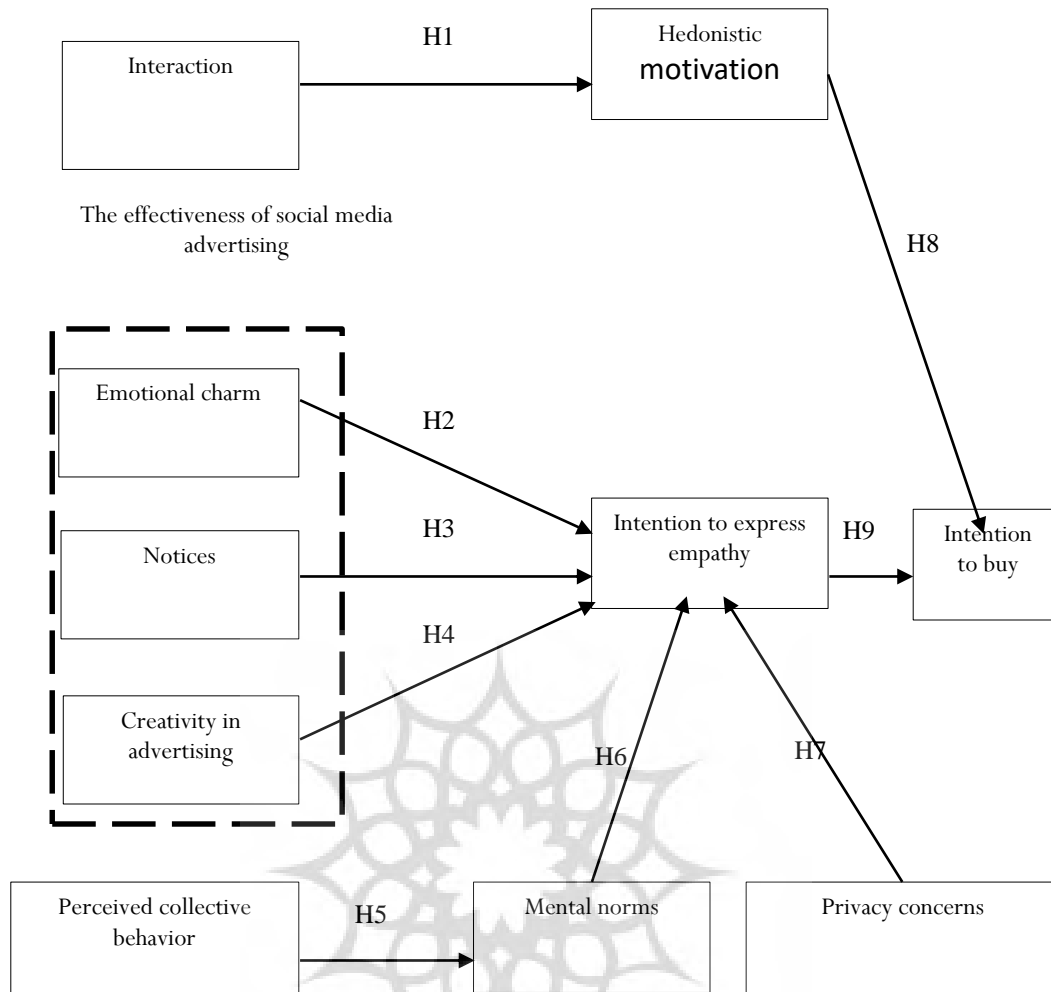 H1
Interaction
Hedonistic
motivation
The effectiveness of social media
advertising
H8
Emotional charm
H2
Notices
H3
Intention to express
empathy
H9
Intention
to buy
H4
Creativity in
advertising
H6
H7
Perceived collective
behavior
H5
Mental norms
Privacy concerns